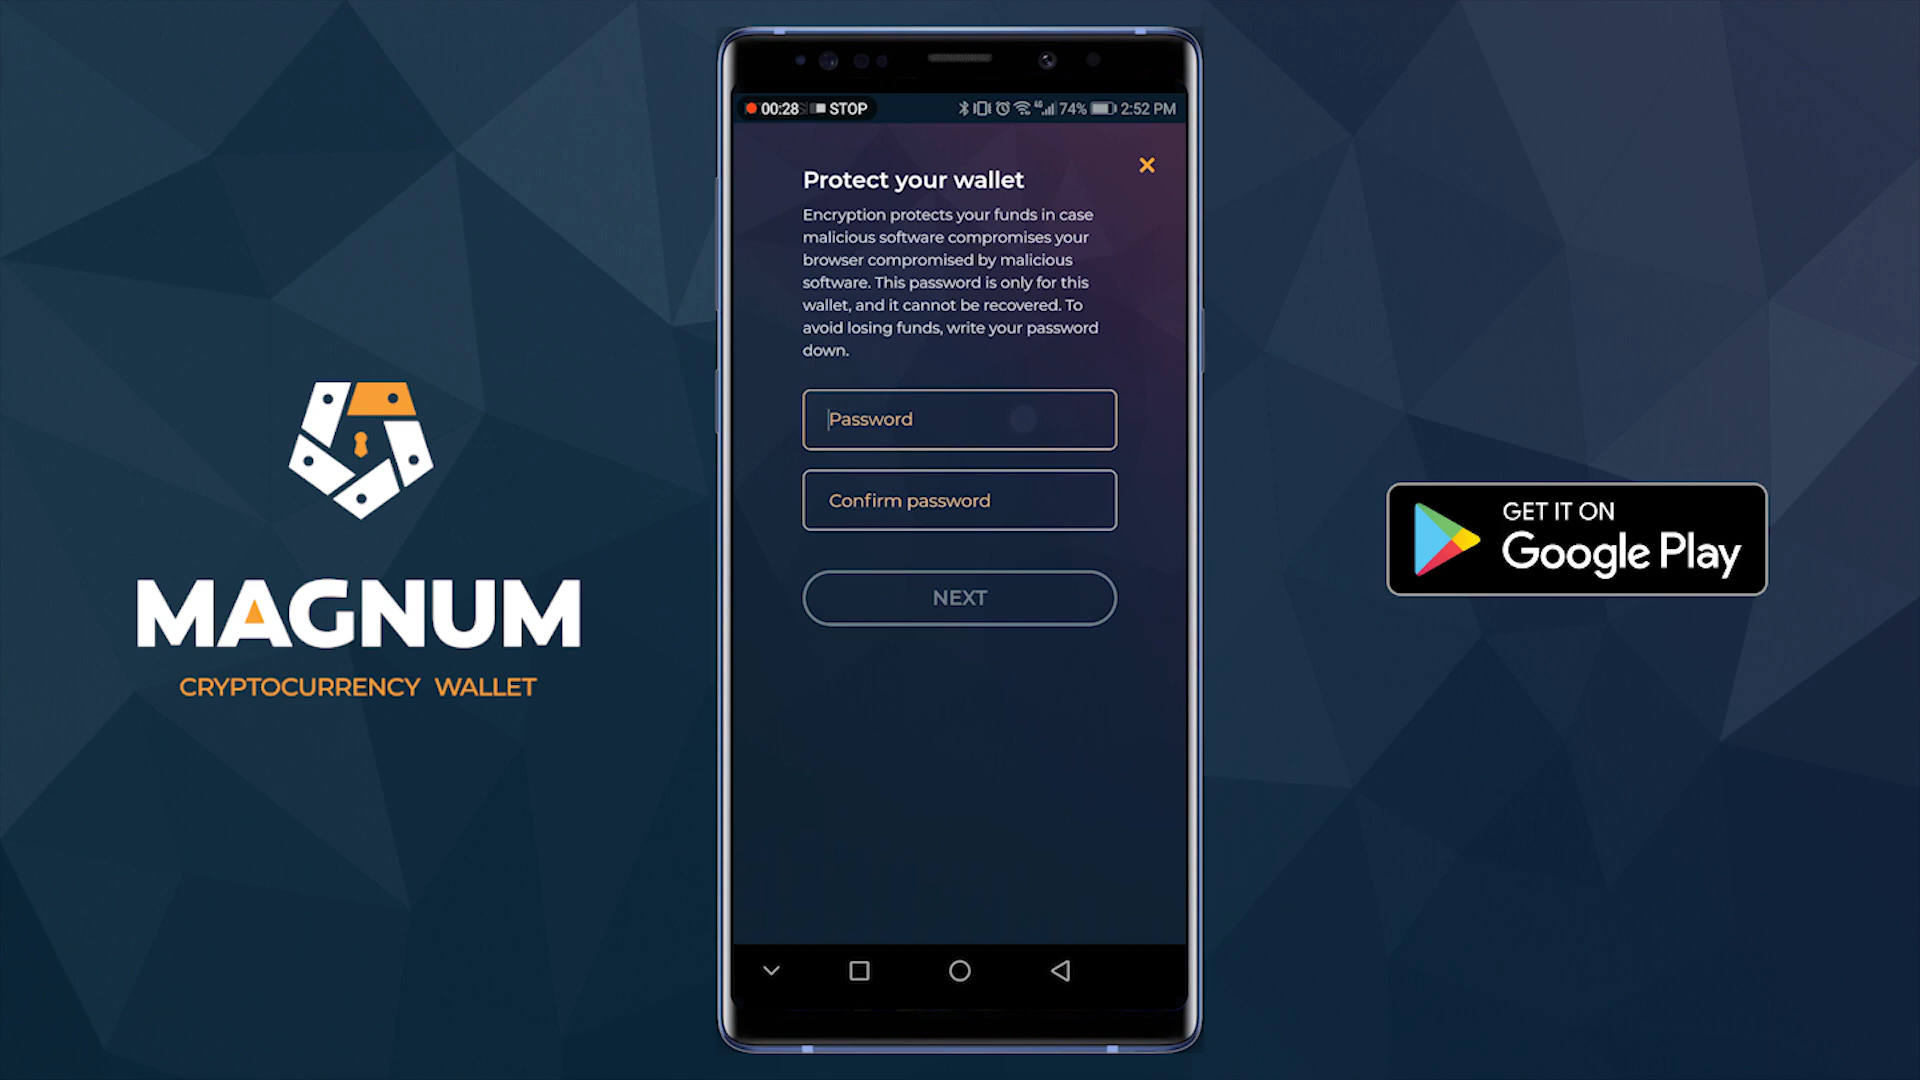 00:28 STOP
74% 2:52 PM
Protect your wallet
Encryption protects your funds in case
malicious software compromises your
browser compromised by malicious
software. This password is only for this
wallet, and it cannot be recovered. To
avoid losing funds, write your password
down.
Password
Confirm password
NEXT
MAGNUM
CRYPTOCURRENCY WALLET
GET IT ON
Google Play